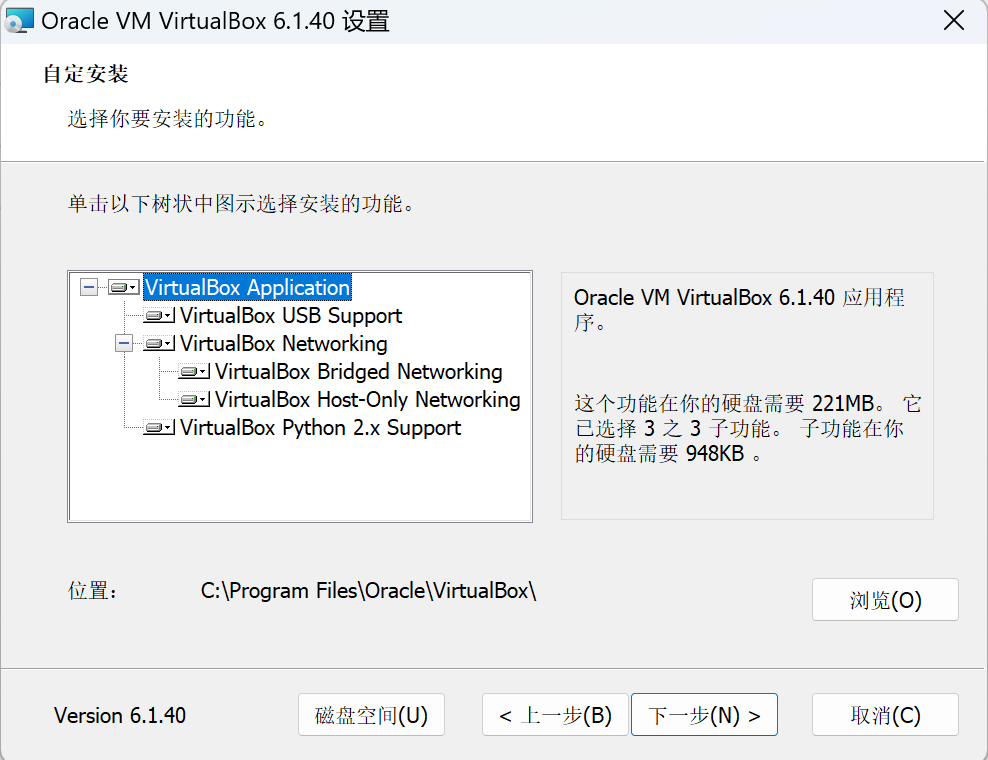 Oracle VM VirtualBox 6.1.40 设置
自定安装
选择你要安装的功能。
单击以下树状中图示选择安装的功能。
VirtualBox Application
VirtualBox USB Support
VirtualBox Networking
VirtualBox Bridged Networking
VirtualBox Host-Only Networking
VirtualBox Python 2.x Support
Oracle VM VirtualBox 6.1.40 应用程
序。
这个功能在你的硬盘需要 221MB。 它
已选择 3 之 3 子功能。 子功能在你
的硬盘需要 948KB 。
位置： C:\Program Files\Oracle\VirtualBox\
浏览(O)
Version 6.1.40 磁盘空间(U) < 上一步(B) 下一步(N) > 取消(C)